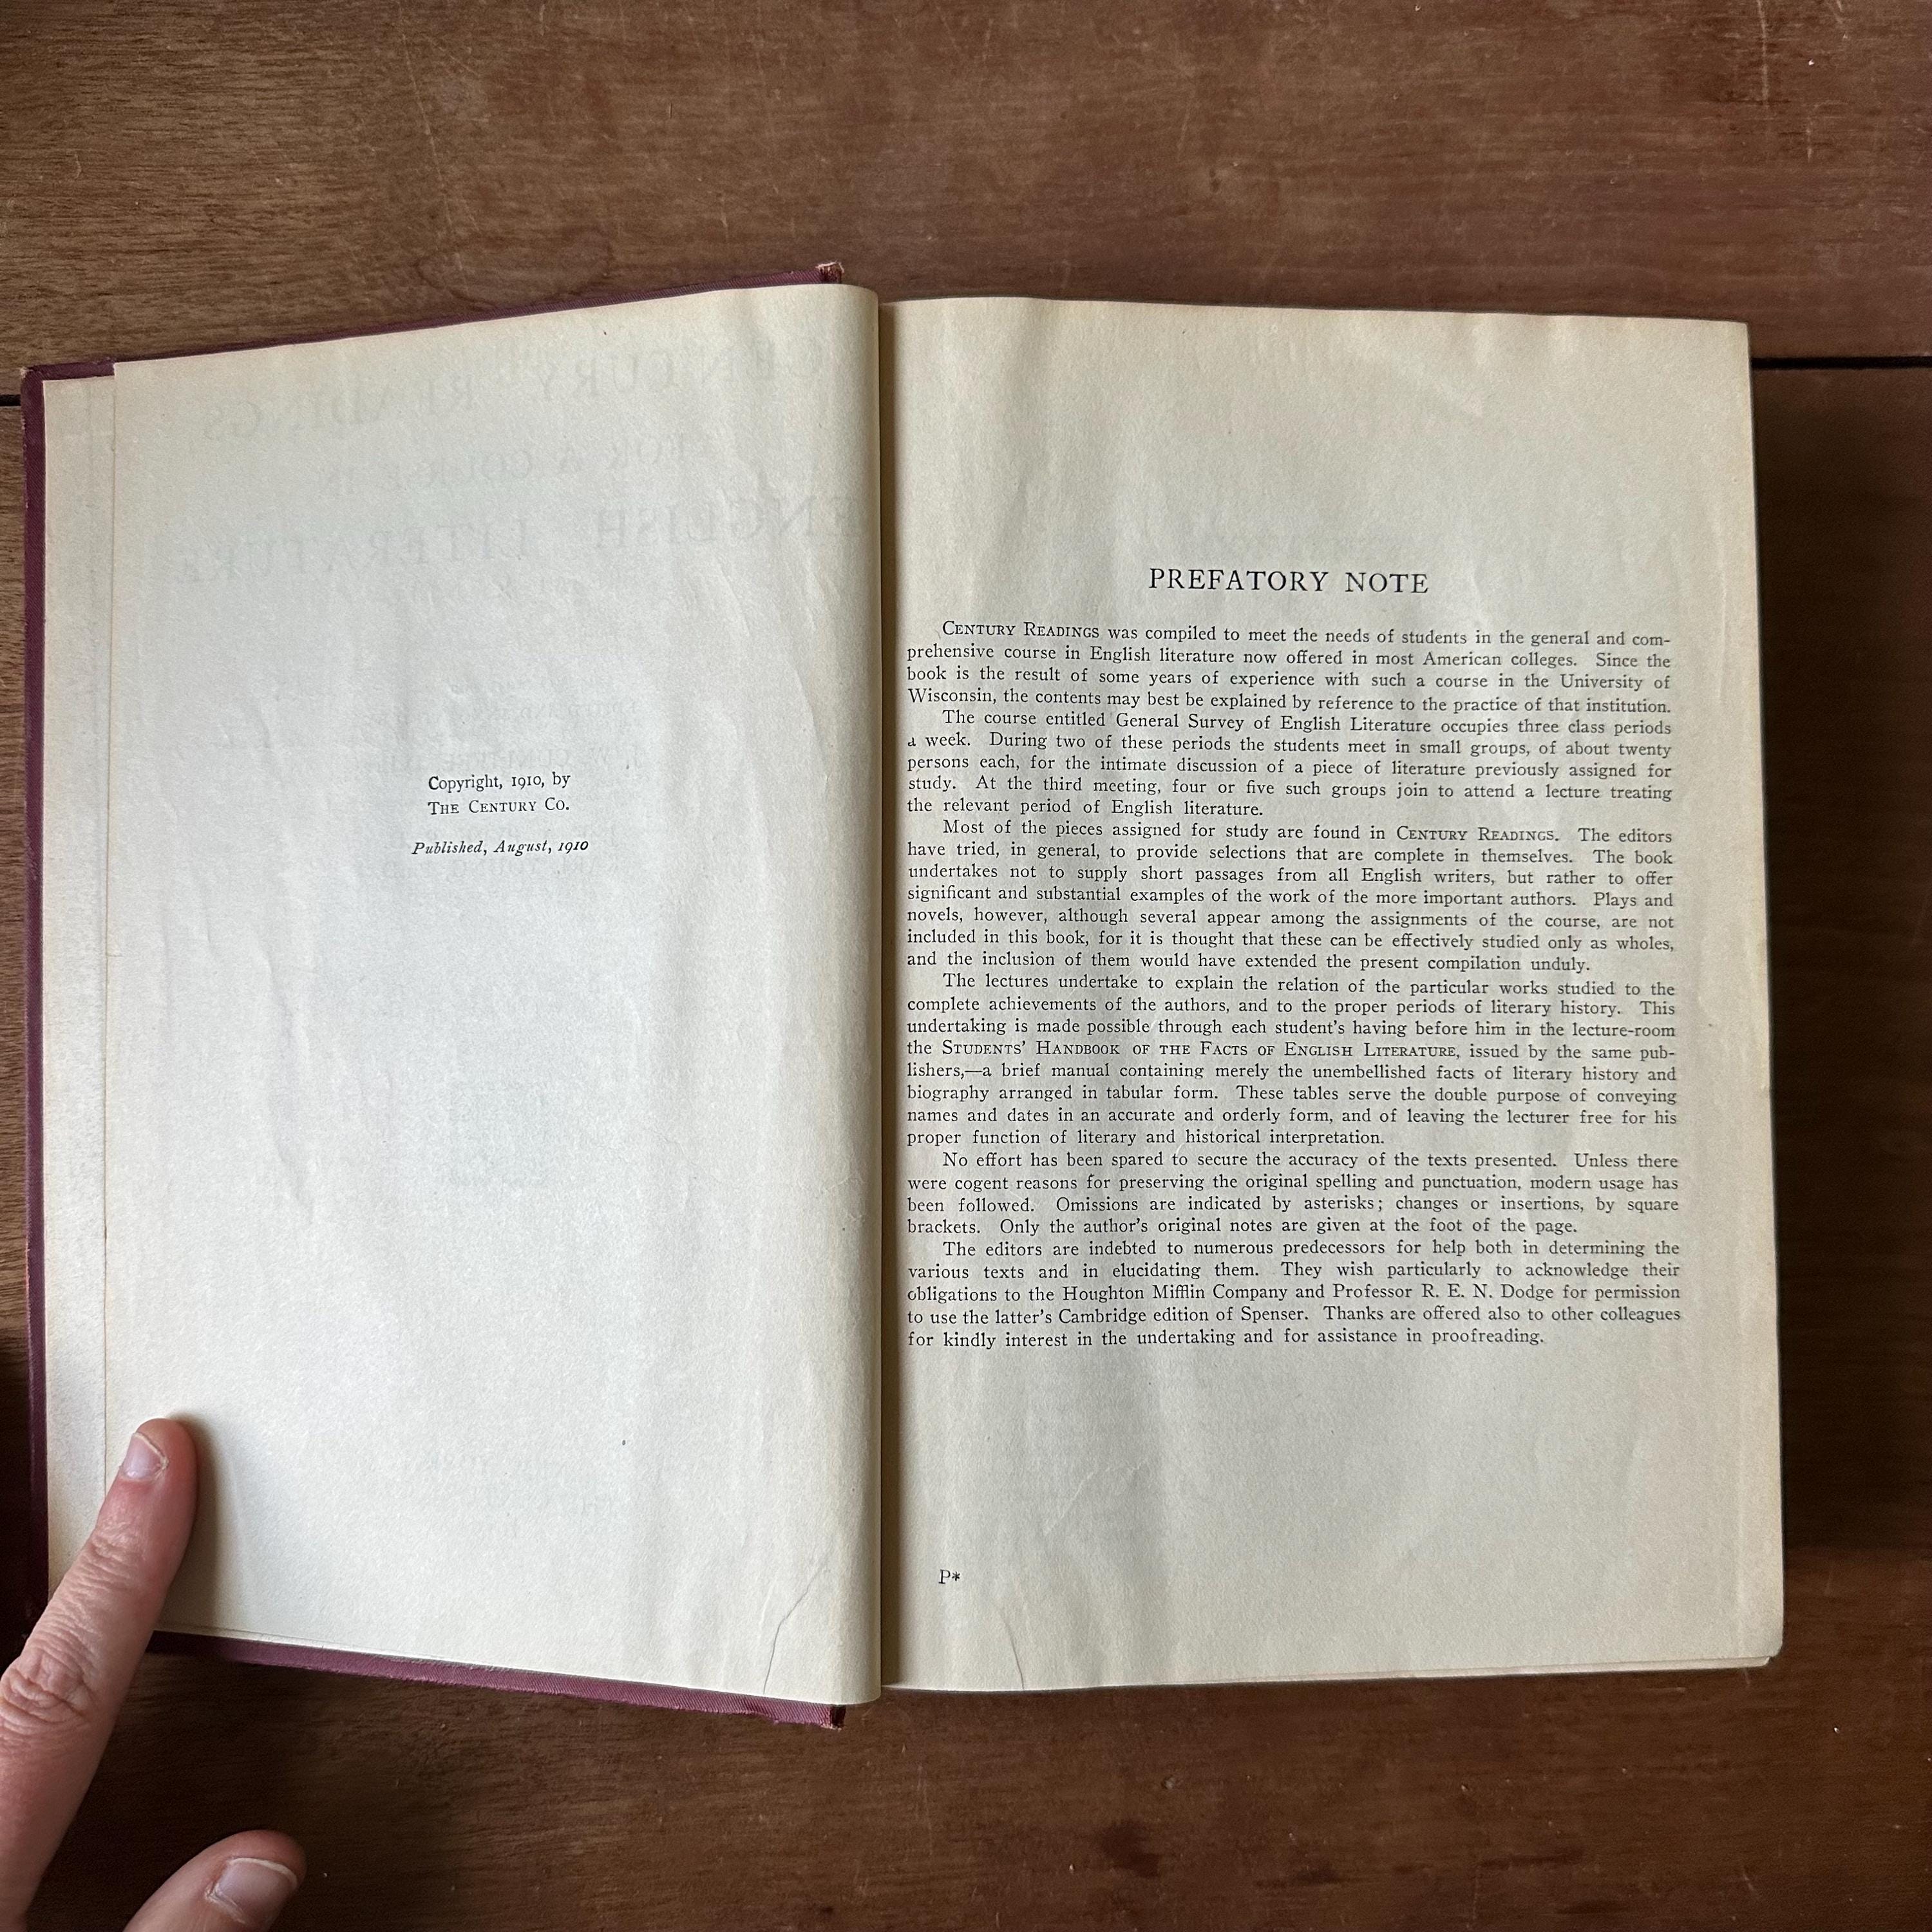 Copyright, 1910, by
THE CENTURY CO.
Published, August, 1910
PREFATORY NOTE
CENTURY READINGS was compiled to meet the needs of students in the general and com-
prehensive course in English literature now offered in most American colleges. Since the
book is the result of some years of experience with such a course in the University of
Wisconsin, the contents may best be explained by reference to the practice of that institution.
The course entitled General Survey of English Literature occupies three class periods
a week. During two of these periods the students meet in small groups, of about twenty
persons each, for the intimate discussion of a piece of literature previously assigned for
study. At the third meeting, four or five such groups join to attend a lecture treating
the relevant period of English literature.
Most of the pieces assigned for study are found in CENTURY READINGS. The editors
have tried, in general, to provide selections that are complete in themselves. The book
undertakes not to supply short passages from all English writers, but rather to offer
significant and substantial examples of the work of the more important authors. Plays and
novels, however, although several appear among the assignments of the course, are not
included in this book, for it is thought that these can be effectively studied only as wholes,
and the inclusion of them would have extended the present compilation unduly.
The lectures undertake to explain the relation of the particular works studied to the
complete achievements of the authors, and to the proper periods of literary history. This
undertaking is made possible through each student's having before him in the lecture-room
the STUDENTS' HANDBOOK OF THE FACTS OF ENGLISH LITERATURE, issued by the same pub-
lishers,—a brief manual containing merely the unembellished facts of literary history and
biography arranged in tabular form. These tables serve the double purpose of conveying
names and dates in an accurate and orderly form, and of leaving the lecturer free for his
proper function of literary and historical interpretation.
No effort has been spared to secure the accuracy of the texts presented. Unless there
were cogent reasons for preserving the original spelling and punctuation, modern usage has
been followed. Omissions are indicated by asterisks; changes or insertions, by square
brackets. Only the author's original notes are given at the foot of the page.
The editors are indebted to numerous predecessors for help both in determining the
various texts and in elucidating them. They wish particularly to acknowledge their
obligations to the Houghton Mifflin Company and Professor R. E. N. Dodge for permission
to use the latter's Cambridge edition of Spenser. Thanks are offered also to other colleagues
for kindly interest in the undertaking and for assistance in proofreading.
P*